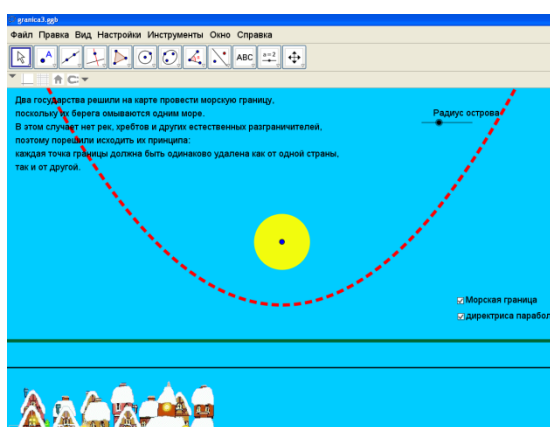 granica3.ggb
Файл Правка Вид Настройки Инструменты Окно Справка
ABC
a=2
Два государства решили на карте провести морскую границу,
поскольку их берега омываются одним морем.
В этом случает нет рек, хребтов и других естественных разграничителей,
поэтому порешили исходить их принципа:
каждая точка границы должна быть одинаково удалена как от одной страны,
так и от другой.
Радиус острова
Морская граница
директриса парабол